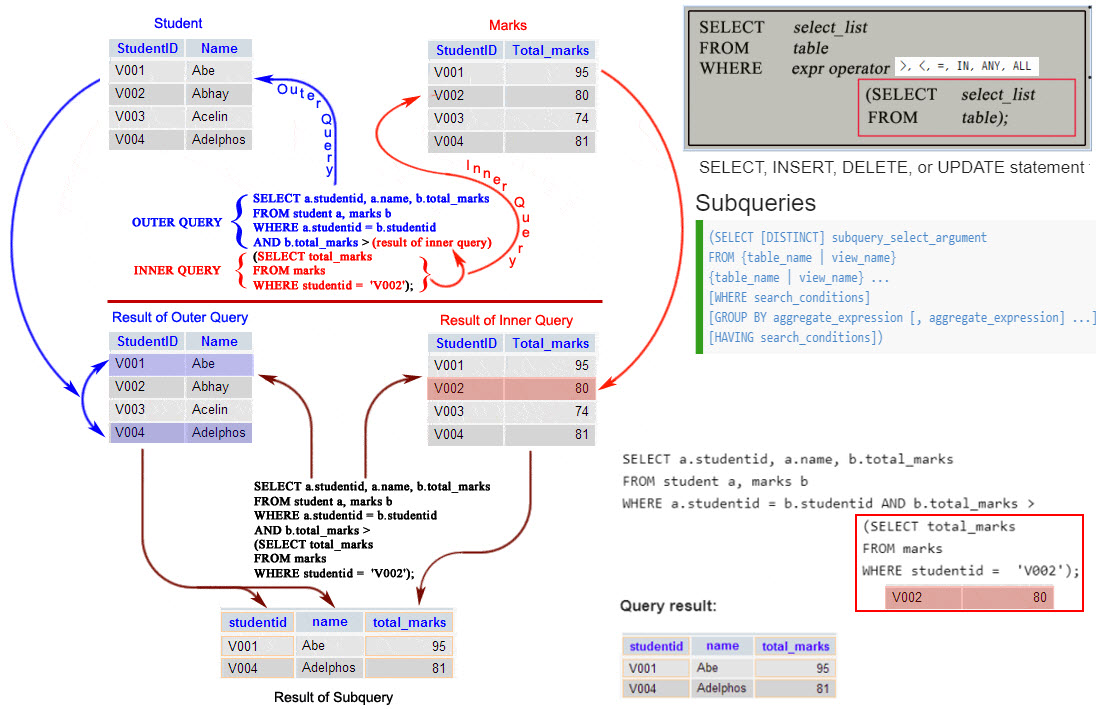 Student
StudentID Name
V001 Abe
V002 Abhay
V003 Acelin
V004 Adelphos
Marks
StudentID Total_marks
V001 95
V002 80
V003 74
V004 81
Outer Query
Inner Query
OUTER QUERY
SELECT a.studentid, a.name, b.total_marks
FROM student a, marks b
WHERE a.studentid = b.studentid
AND b.total_marks > (result of inner query)
INNER QUERY
(SELECT total_marks
FROM marks
WHERE studentid = 'V002');
Result of Outer Query
StudentID Name
V001 Abe
V002 Abhay
V003 Acelin
V004 Adelphos
Result of Inner Query
StudentID Total_marks
V001 95
V002 80
V003 74
V004 81
SELECT a.studentid, a.name, b.total_marks
FROM student a, marks b
WHERE a.studentid = b.studentid
AND b.total_marks >
(SELECT total_marks
FROM marks
WHERE studentid = 'V002');
studentid name total_marks
V001 Abe 95
V004 Adelphos 81
Result of Subquery
SELECT select_list
FROM table
WHERE expr operator >, <, =, IN, ANY, ALL
(SELECT select_list
FROM table);
SELECT, INSERT, DELETE, or UPDATE statement
Subqueries
(SELECT [DISTINCT] subquery_select_argument
FROM {table_name | view_name}
{table_name | view_name} ...
[WHERE search_conditions]
[GROUP BY aggregate_expression [, aggregate_expression] ...]
[HAVING search_conditions])
SELECT a.studentid, a.name, b.total_marks
FROM student a, marks b
WHERE a.studentid = b.studentid AND b.total_marks >
(SELECT total_marks
FROM marks
WHERE studentid = 'V002');
V002 80
Query result:
studentid name total_marks
V001 Abe 95
V004 Adelphos 81